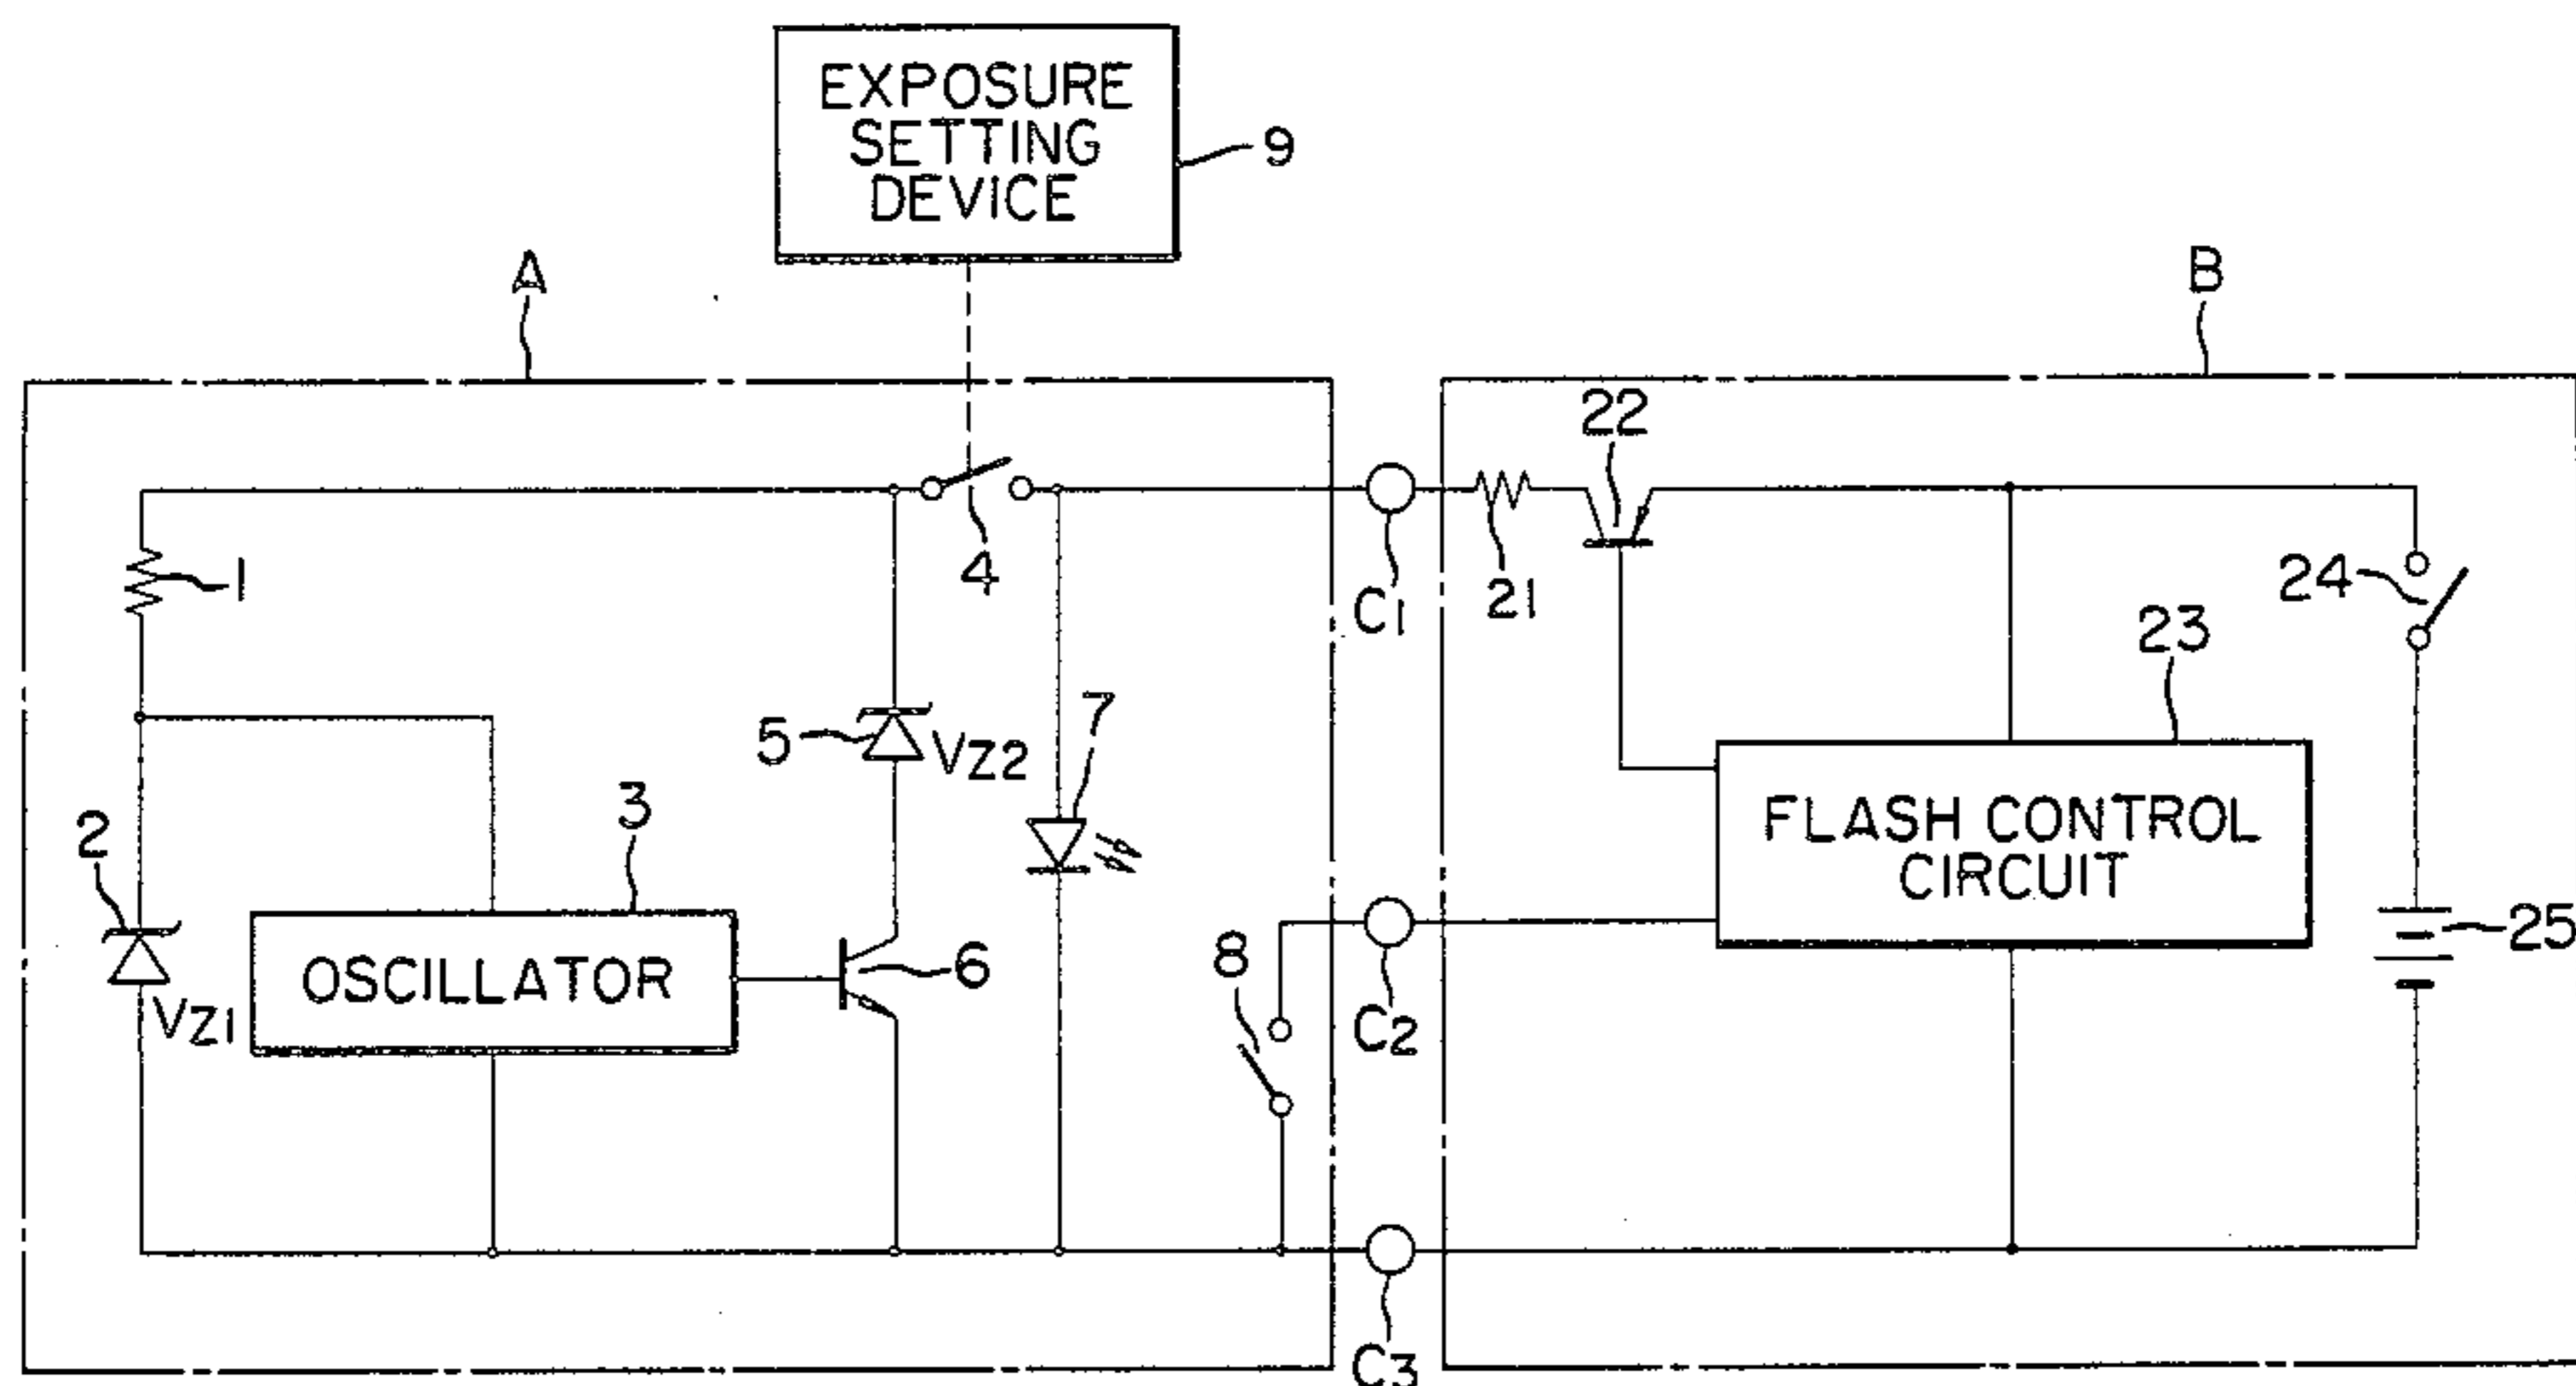 EXPOSURE
SETTING
DEVICE
9
A
B
22
4
1
21
24
C1
23
5
VZ2
7
2
3
FLASH CONTROL
CIRCUIT
OSCILLATOR
6
8
25
VZ1
C2
C3